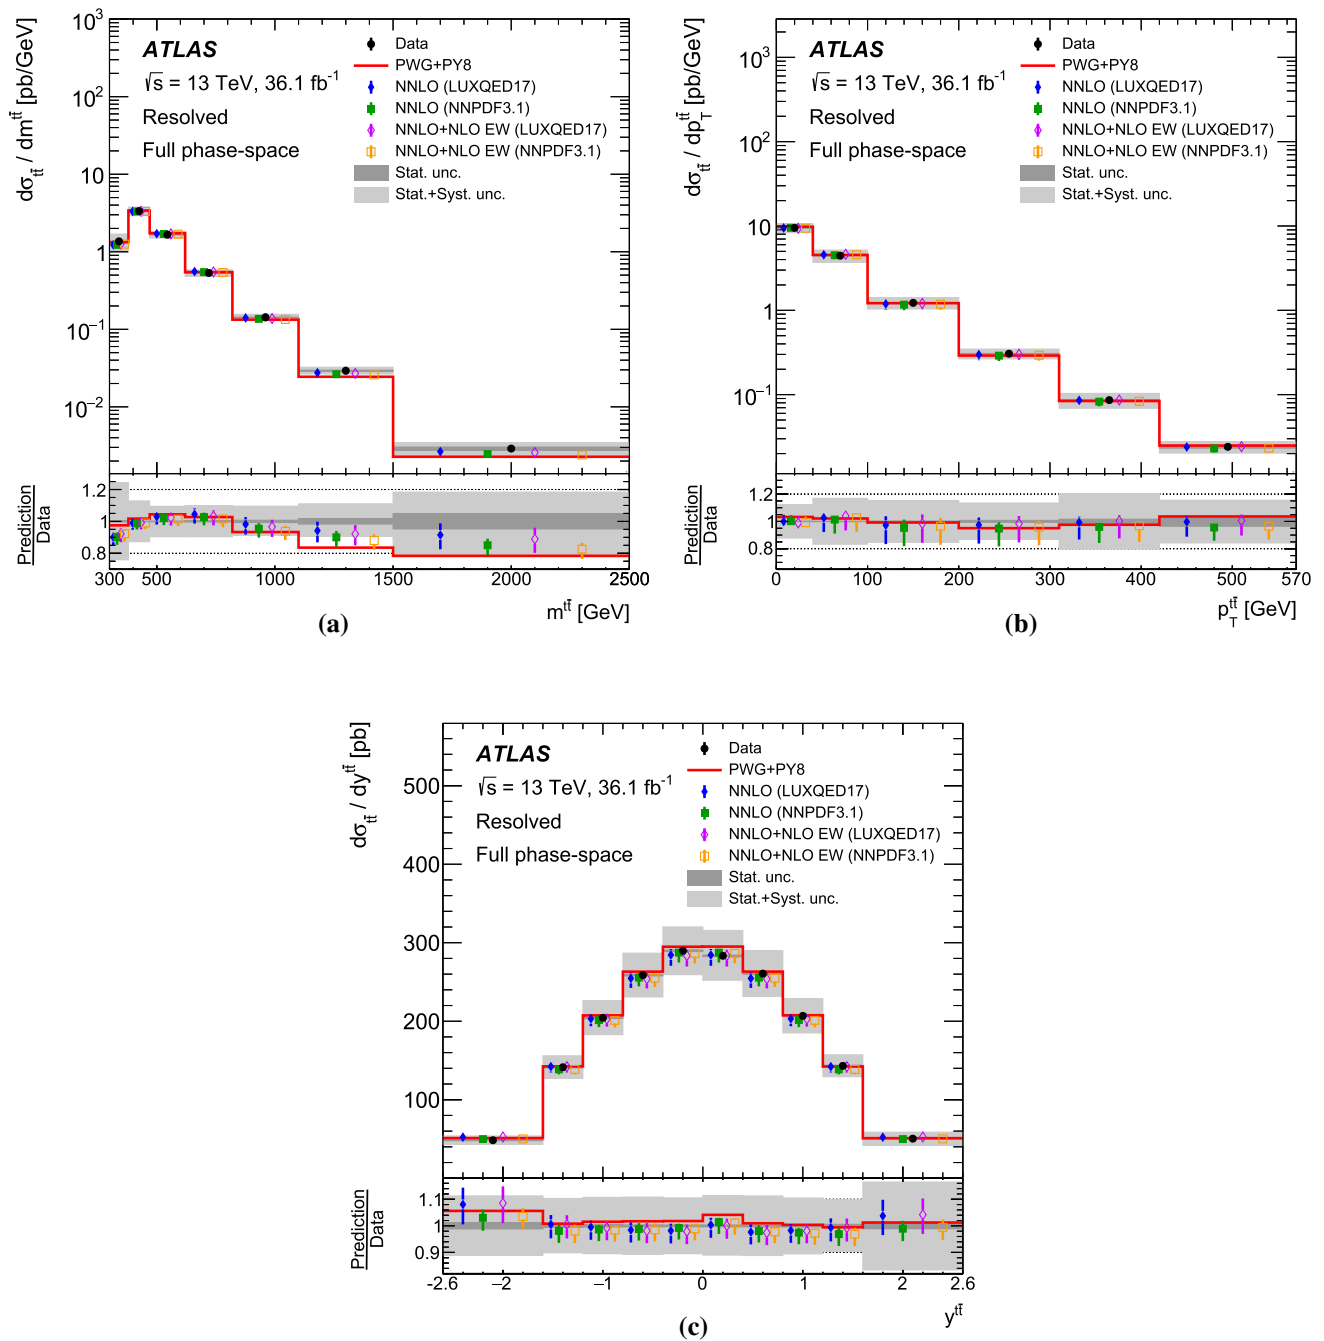 dσ_tt̄ / dm^tt̄ [pb/GeV]
10³
10²
10
1
10⁻¹
10⁻²
ATLAS
√s = 13 TeV, 36.1 fb⁻¹
Resolved
Full phase-space
Data
PWG+PY8
NNLO (LUXQED17)
NNLO (NNPDF3.1)
NNLO+NLO EW (LUXQED17)
NNLO+NLO EW (NNPDF3.1)
Stat. unc.
Stat.+Syst. unc.
Prediction
Data
1.2
1
0.8
300 500 1000 1500 2000 2500
m^tt̄ [GeV]
(a)
dσ_tt̄ / dp_T^tt̄ [pb/GeV]
10³
10²
10
1
10⁻¹
ATLAS
√s = 13 TeV, 36.1 fb⁻¹
Resolved
Full phase-space
Data
PWG+PY8
NNLO (LUXQED17)
NNLO (NNPDF3.1)
NNLO+NLO EW (LUXQED17)
NNLO+NLO EW (NNPDF3.1)
Stat. unc.
Stat.+Syst. unc.
Prediction
Data
1.2
1
0.8
0 100 200 300 400 500 570
p_T^tt̄ [GeV]
(b)
dσ_tt̄ / dy^tt̄ [pb]
500
400
300
200
100
ATLAS
√s = 13 TeV, 36.1 fb⁻¹
Resolved
Full phase-space
Data
PWG+PY8
NNLO (LUXQED17)
NNLO (NNPDF3.1)
NNLO+NLO EW (LUXQED17)
NNLO+NLO EW (NNPDF3.1)
Stat. unc.
Stat.+Syst. unc.
Prediction
Data
1.1
1.0
0.9
-2.6 −2 −1 0 1 2 2.6
y^tt̄
(c)